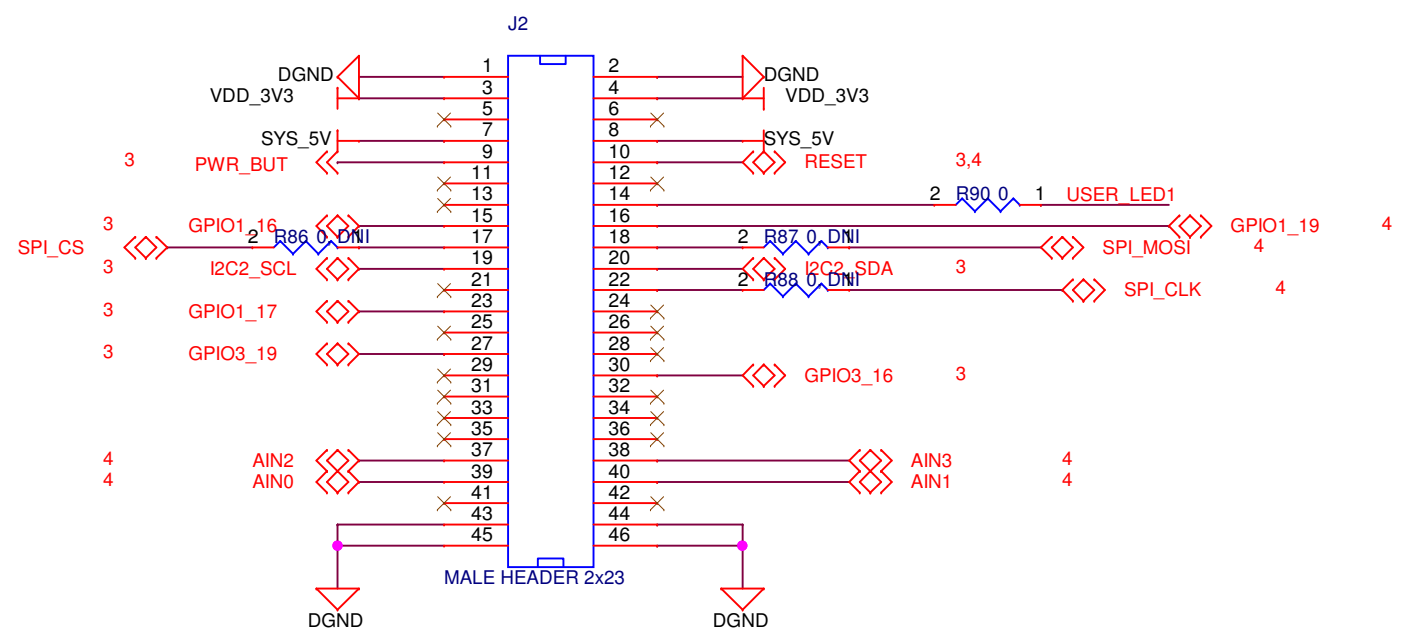 J2
1 2
DGND DGND
3 4
VDD_3V3 VDD_3V3
5 6
7 8
SYS_5V SYS_5V
3 PWR_BUT 9 10 RESET 3,4
11 12
13 14 2 R90 0 1 USER_LED1
3 GPIO1_16 15 16 GPIO1_19 4
SPI_CS 2 R86 0 DNI 1 17 18 2 R87 0 DNI 1 SPI_MOSI 4
3 I2C2_SCL 19 20 I2C2_SDA 3
21 22 2 R88 0 DNI 1 SPI_CLK 4
3 GPIO1_17 23 24
25 26
3 GPIO3_19 27 28
29 30 GPIO3_16 3
31 32
33 34
35 36
4 AIN2 37 38 AIN3 4
4 AIN0 39 40 AIN1 4
41 42
43 44
45 46
MALE HEADER 2x23
DGND DGND